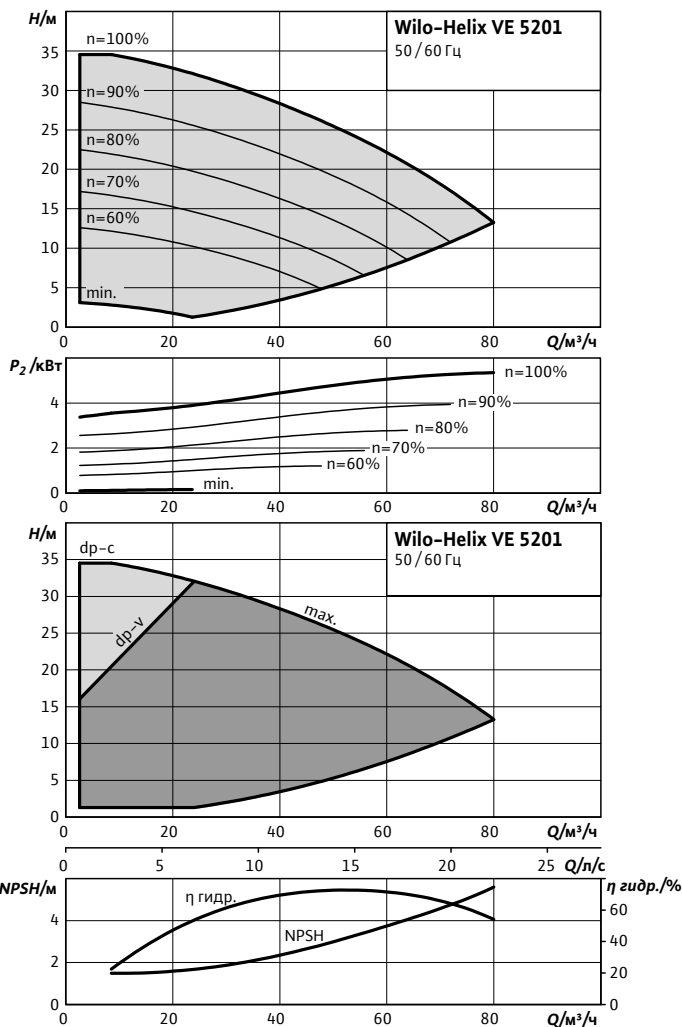 H/м
Wilo-Helix VE 5201
50/60 Гц
n=100%
35
n=90%
30
25
n=80%
20
n=70%
15
n=60%
10
5
min.
0
0 20 40 60 80 Q/м³/ч
P₂/кВт
n=100%
4
n=90%
n=80%
2
n=70%
n=60%
min.
0
0 20 40 60 80 Q/м³/ч
H/м
Wilo-Helix VE 5201
50/60 Гц
dp-c
35
30
max.
25
dp-v
20
15
10
5
0
0 20 40 60 80 Q/м³/ч
0 5 10 15 20 25 Q/л/с
NPSH/м
η гидр./%
η гидр.
60
4
NPSH
40
2
20
0
0
0 20 40 60 80 Q/м³/ч